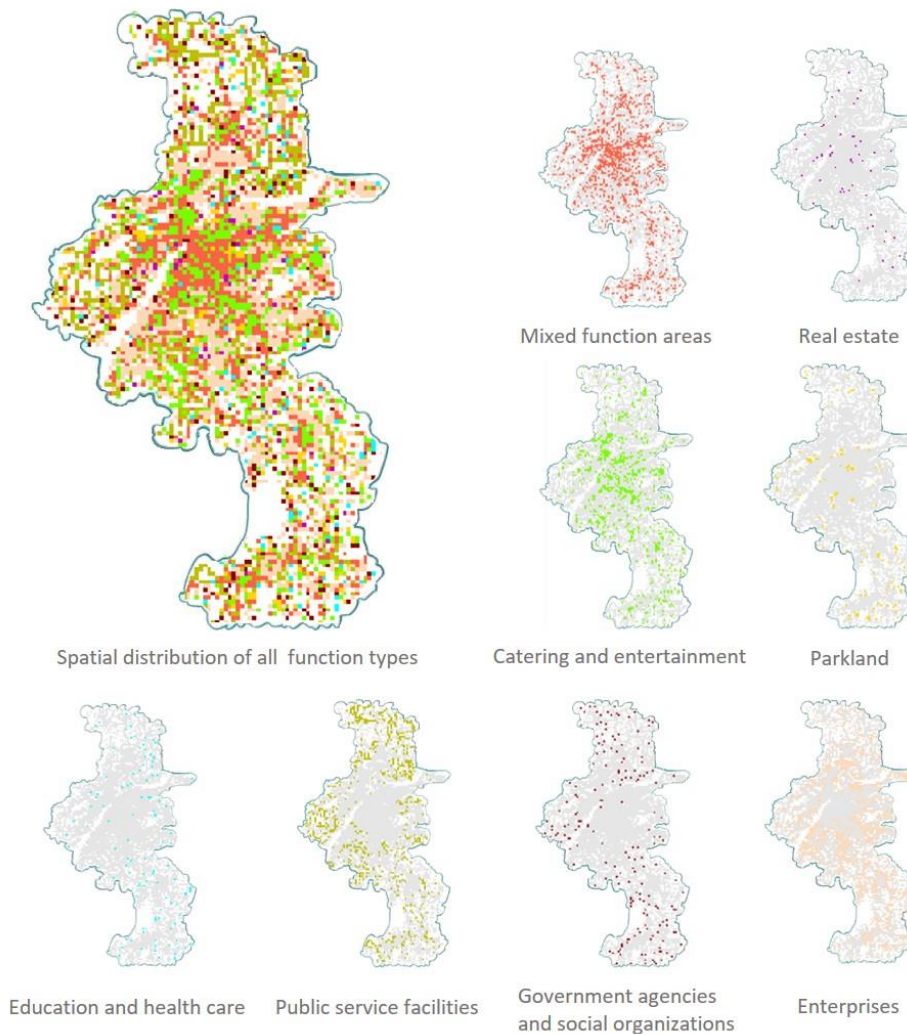 Mixed function areas
Real estate
Spatial distribution of all function types
Catering and entertainment
Parkland
Education and health care
Public service facilities
Government agencies
and social organizations
Enterprises